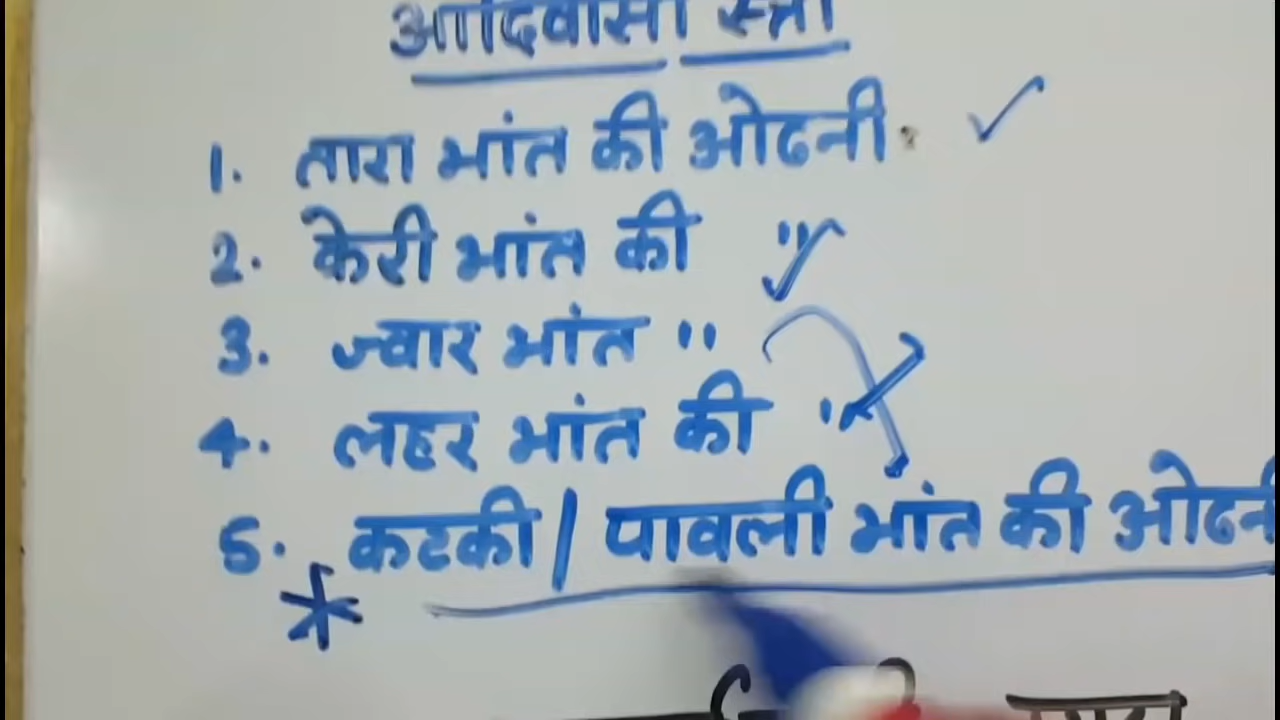 आदिवासी स्त्री
1. तारा भांत की ओढनी.
2. केरी भांत की "
3. ज्वार भांत "
4. लहर भांत की "
5. कटकी / पावली भांत की ओढनी
*